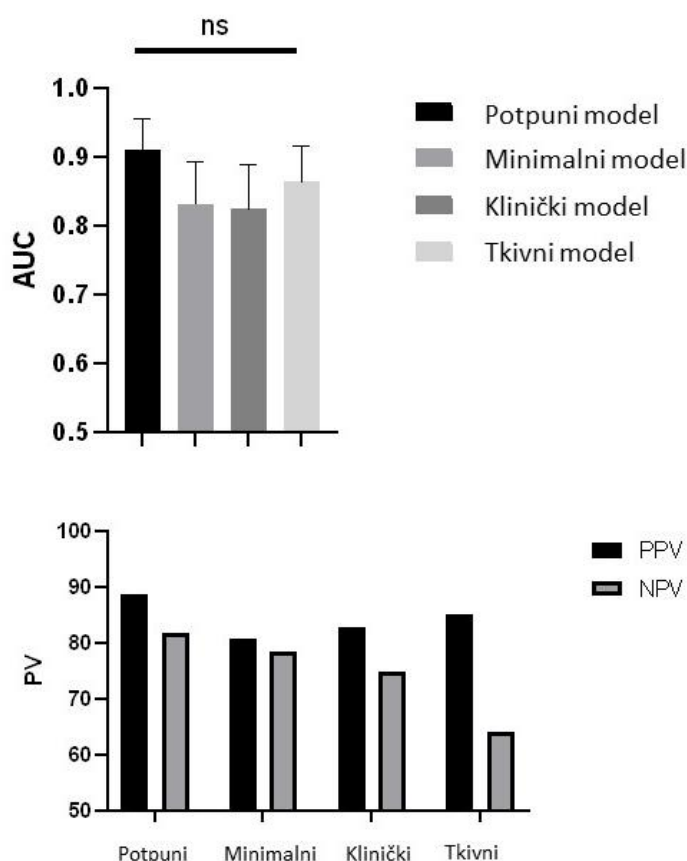 ns
AUC
1.0
0.9
0.8
0.7
0.6
0.5
Potpuni model
Minimalni model
Klinički model
Tkivni model
PV
100
90
80
70
60
50
Potpuni Minimalni Klinički Tkivni
PPV
NPV